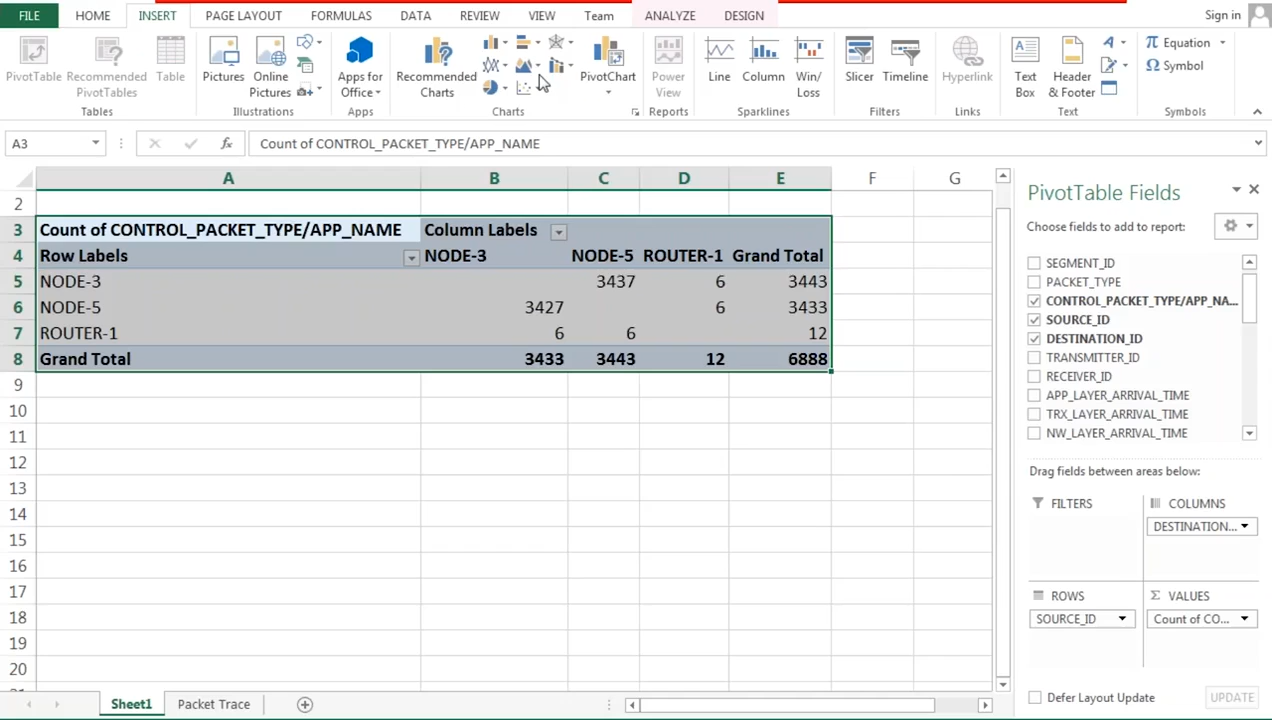 FILE HOME INSERT PAGE LAYOUT FORMULAS DATA REVIEW VIEW Team ANALYZE DESIGN Sign in
PivotTable Recommended PivotTables Table Pictures Online Pictures Apps for Office Recommended Charts PivotChart Power View Line Column Win/ Loss Slicer Timeline Hyperlink Text Box Header & Footer Equation Symbol
Tables Illustrations Apps Charts Reports Sparklines Filters Links Text Symbols
A3 fx Count of CONTROL_PACKET_TYPE/APP_NAME
A B C D E F G
2
3 Count of CONTROL_PACKET_TYPE/APP_NAME Column Labels
4 Row Labels NODE-3 NODE-5 ROUTER-1 Grand Total
5 NODE-3 3437 6 3443
6 NODE-5 3427 6 3433
7 ROUTER-1 6 6 12
8 Grand Total 3433 3443 12 6888
9
10
11
12
13
14
15
16
17
18
19
20
Sheet1 Packet Trace
PivotTable Fields
Choose fields to add to report:
SEGMENT_ID
PACKET_TYPE
CONTROL_PACKET_TYPE/APP_NA...
SOURCE_ID
DESTINATION_ID
TRANSMITTER_ID
RECEIVER_ID
APP_LAYER_ARRIVAL_TIME
TRX_LAYER_ARRIVAL_TIME
NW_LAYER_ARRIVAL_TIME
Drag fields between areas below:
FILTERS COLUMNS
DESTINATION...
ROWS Σ VALUES
SOURCE_ID Count of CO...
Defer Layout Update UPDATE